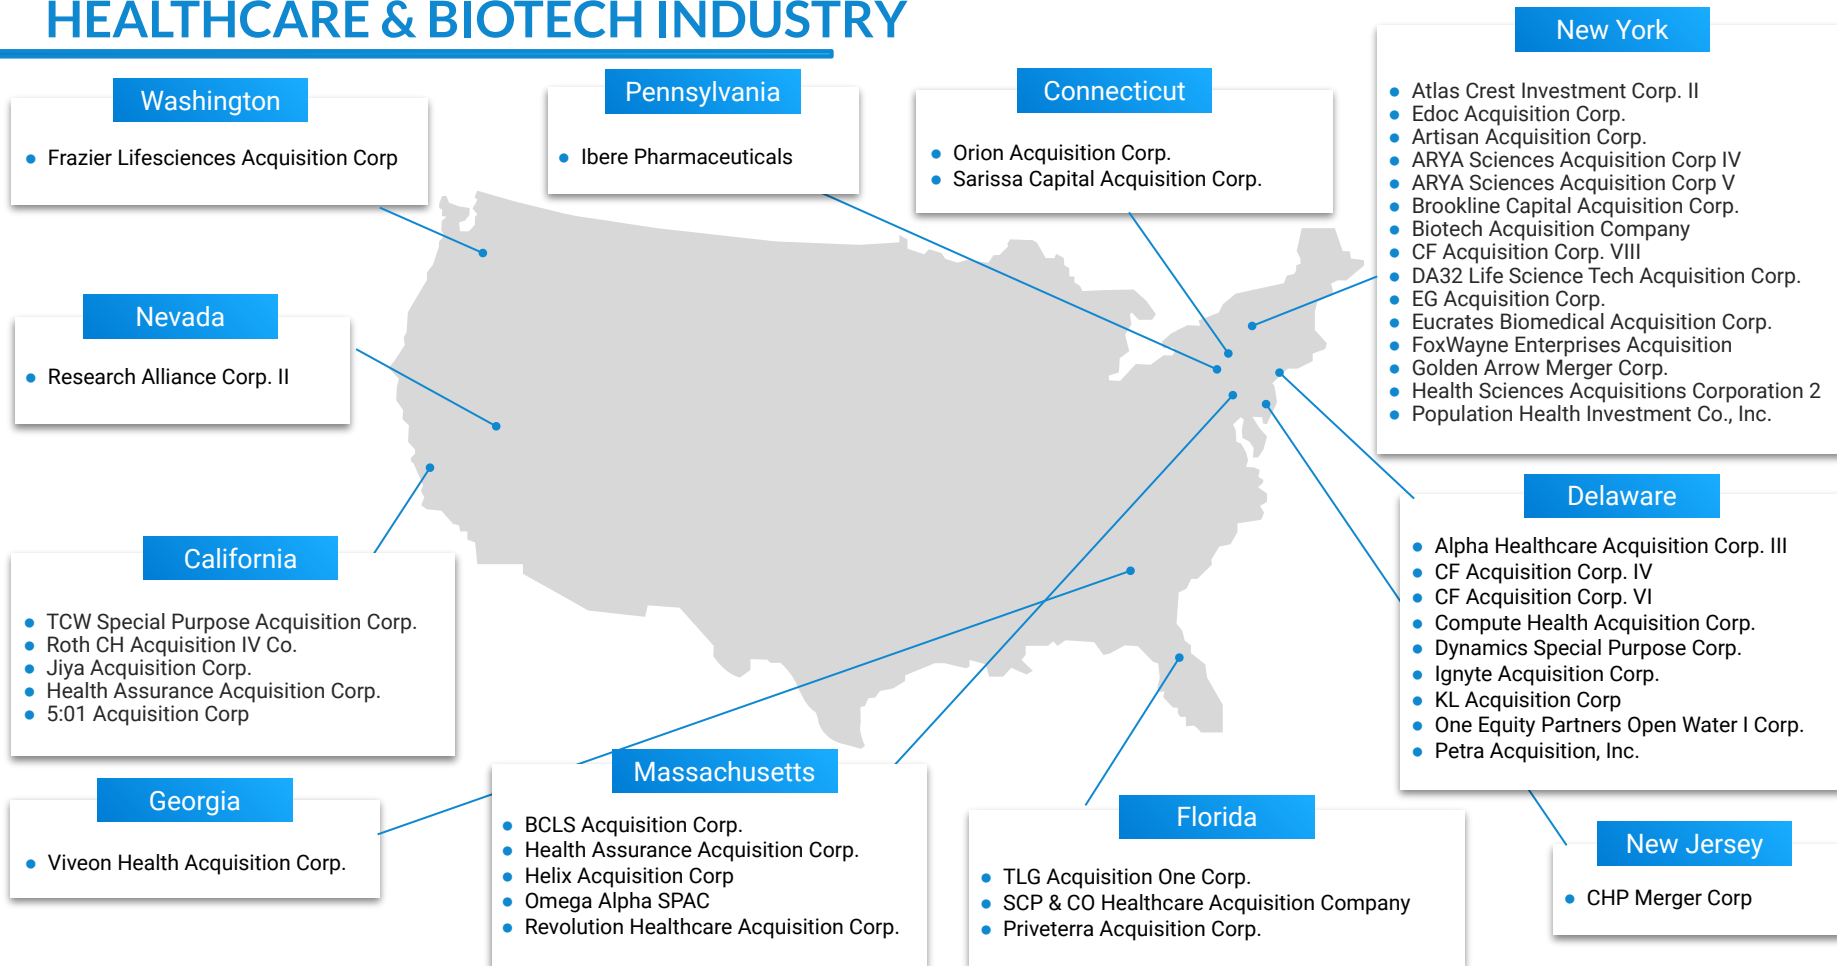 HEALTHCARE & BIOTECH INDUSTRY
Washington
Frazier Lifesciences Acquisition Corp
Pennsylvania
Ibere Pharmaceuticals
Connecticut
Orion Acquisition Corp.
Sarissa Capital Acquisition Corp.
New York
Atlas Crest Investment Corp. II
Edoc Acquisition Corp.
Artisan Acquisition Corp.
ARYA Sciences Acquisition Corp IV
ARYA Sciences Acquisition Corp V
Brookline Capital Acquisition Corp.
Biotech Acquisition Company
CF Acquisition Corp. VIII
DA32 Life Science Tech Acquisition Corp.
EG Acquisition Corp.
Eucrates Biomedical Acquisition Corp.
FoxWayne Enterprises Acquisition
Golden Arrow Merger Corp.
Health Sciences Acquisitions Corporation 2
Population Health Investment Co., Inc.
Nevada
Research Alliance Corp. II
California
TCW Special Purpose Acquisition Corp.
Roth CH Acquisition IV Co.
Jiya Acquisition Corp.
Health Assurance Acquisition Corp.
5:01 Acquisition Corp
Delaware
Alpha Healthcare Acquisition Corp. III
CF Acquisition Corp. IV
CF Acquisition Corp. VI
Compute Health Acquisition Corp.
Dynamics Special Purpose Corp.
Ignyte Acquisition Corp.
KL Acquisition Corp
One Equity Partners Open Water I Corp.
Petra Acquisition, Inc.
Georgia
Viveon Health Acquisition Corp.
Massachusetts
BCLS Acquisition Corp.
Health Assurance Acquisition Corp.
Helix Acquisition Corp
Omega Alpha SPAC
Revolution Healthcare Acquisition Corp.
Florida
TLG Acquisition One Corp.
SCP & CO Healthcare Acquisition Company
Priveterra Acquisition Corp.
New Jersey
CHP Merger Corp